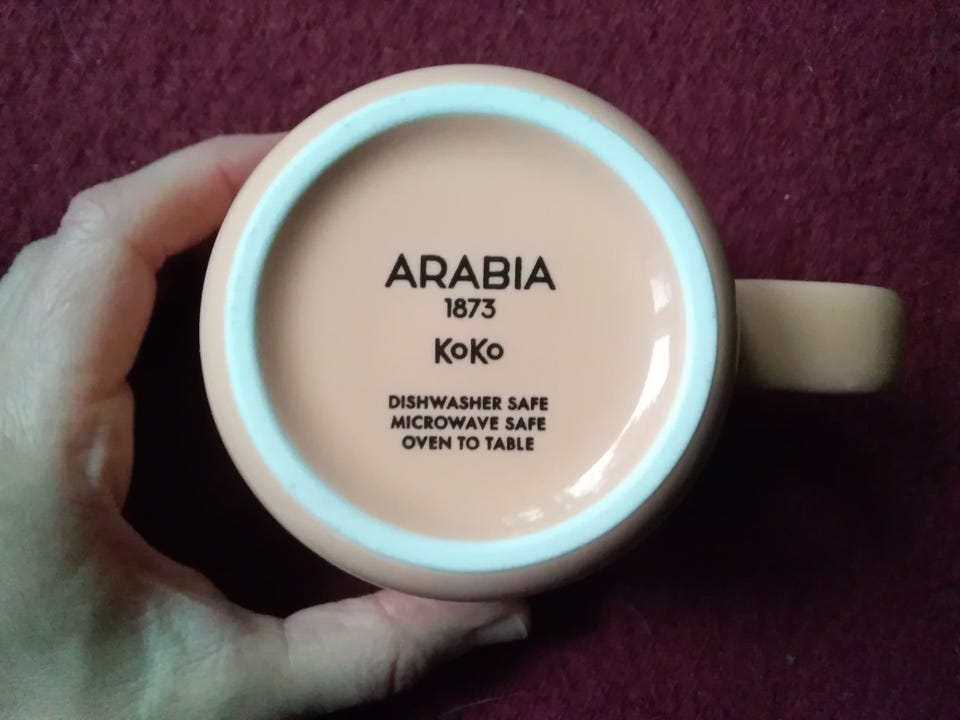 ARABIA
1873
KoKo
DISHWASHER SAFE
MICROWAVE SAFE
OVEN TO TABLE